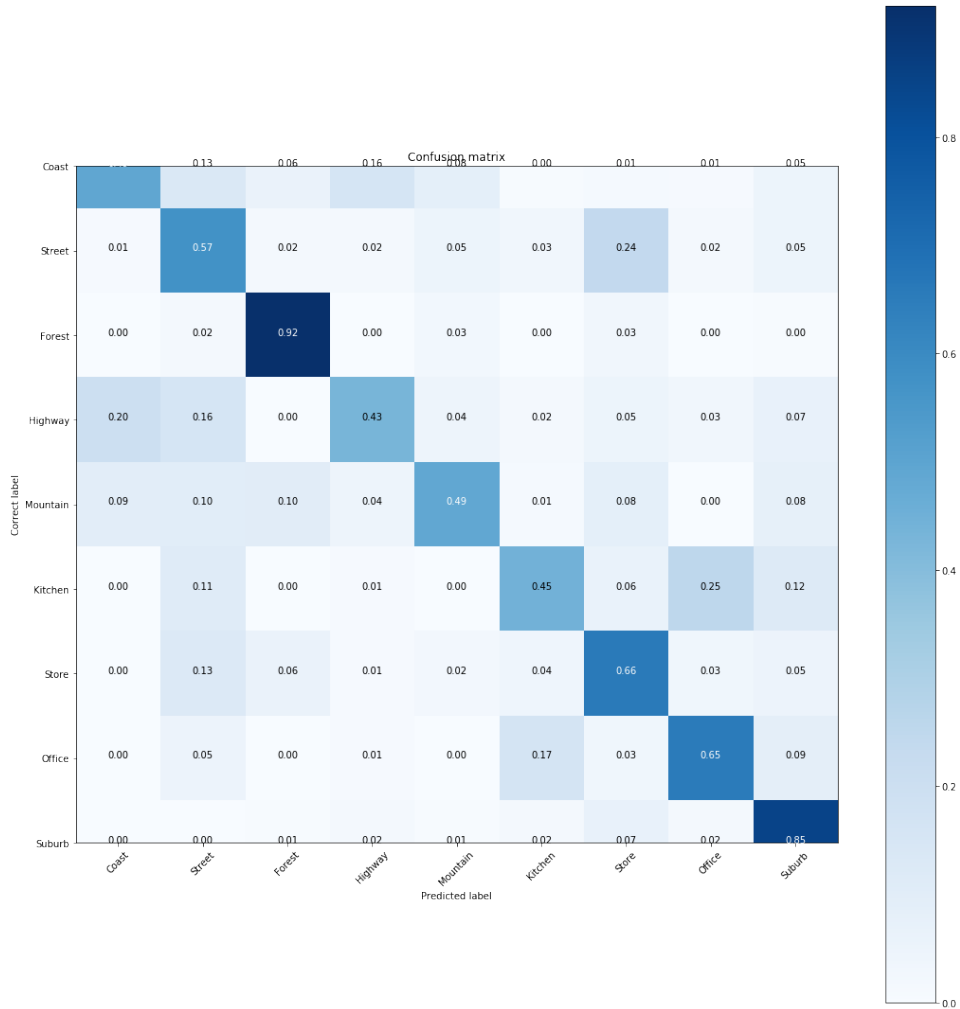 Confusion matrix
Coast 0.13 0.06 0.16 0.08 0.00 0.01 0.01 0.05
Street 0.01 0.57 0.02 0.02 0.05 0.03 0.24 0.02 0.05
Forest 0.00 0.02 0.92 0.00 0.03 0.00 0.03 0.00 0.00
Highway 0.20 0.16 0.00 0.43 0.04 0.02 0.05 0.03 0.07
Mountain 0.09 0.10 0.10 0.04 0.49 0.01 0.08 0.00 0.08
Kitchen 0.00 0.11 0.00 0.01 0.00 0.45 0.06 0.25 0.12
Store 0.00 0.13 0.06 0.01 0.02 0.04 0.66 0.03 0.05
Office 0.00 0.05 0.00 0.01 0.00 0.17 0.03 0.65 0.09
Suburb 0.00 0.00 0.01 0.02 0.01 0.02 0.07 0.02 0.85
Coast Street Forest Highway Mountain Kitchen Store Office Suburb
Predicted label
Correct label
0.8
0.6
0.4
0.2
0.0